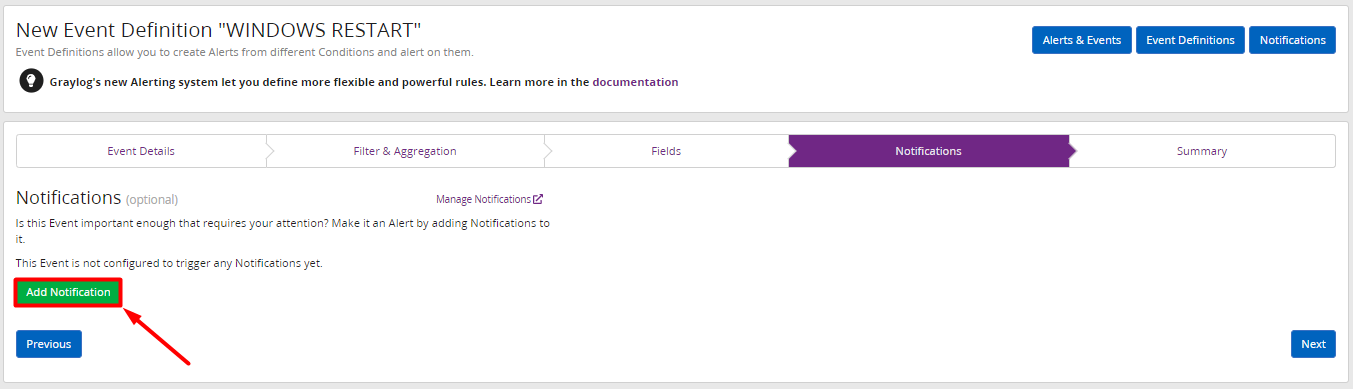 New Event Definition "WINDOWS RESTART"
Event Definitions allow you to create Alerts from different Conditions and alert on them.
Alerts & Events
Event Definitions
Notifications
Graylog's new Alerting system let you define more flexible and powerful rules. Learn more in the documentation
Event Details
Filter & Aggregation
Fields
Notifications
Summary
Notifications (optional)
Manage Notifications
Is this Event important enough that requires your attention? Make it an Alert by adding Notifications to
it.
This Event is not configured to trigger any Notifications yet.
Add Notification
Previous
Next